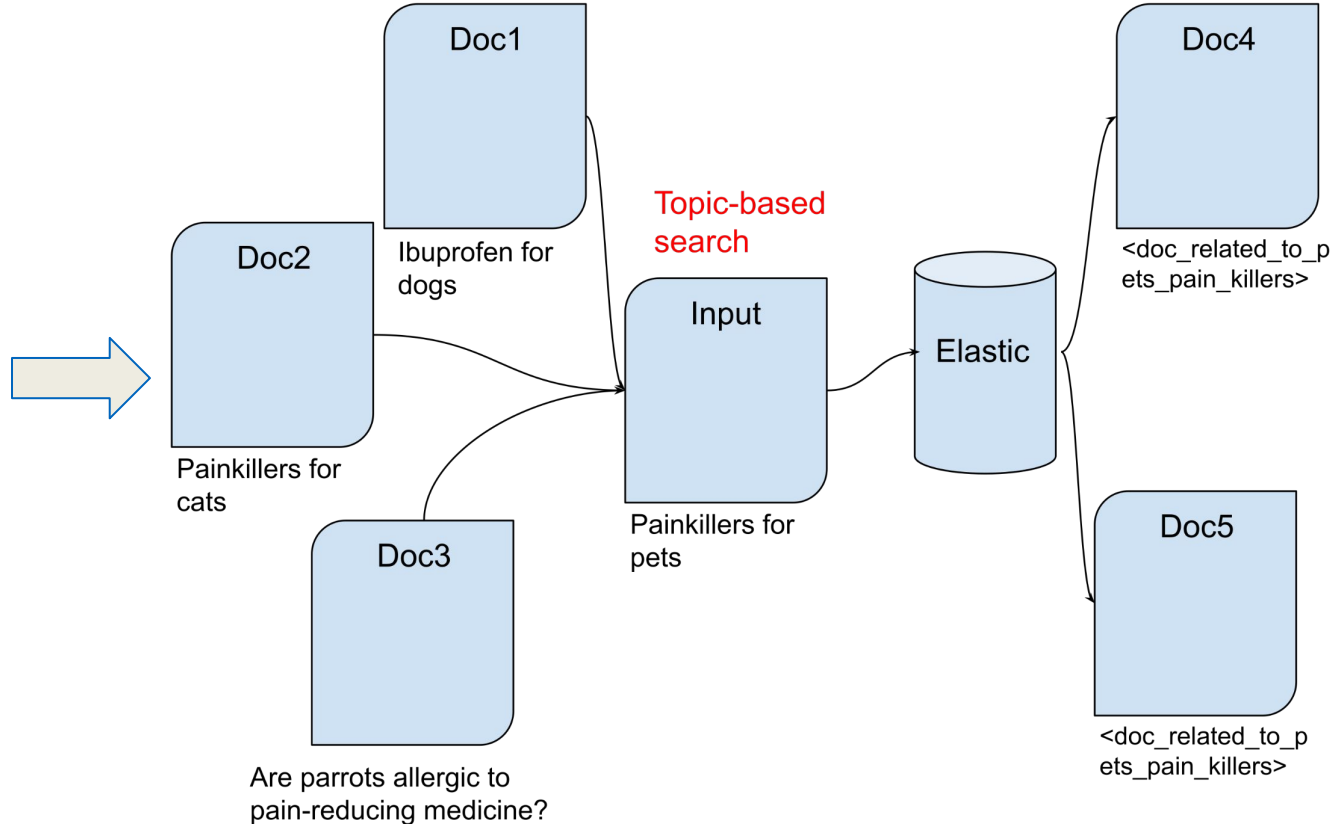 Doc1
Ibuprofen for
dogs
Doc2
Painkillers for
cats
Doc3
Are parrots allergic to
pain-reducing medicine?
Topic-based
search
Input
Painkillers for
pets
Elastic
Doc4
<doc_related_to_p
ets_pain_killers>
Doc5
<doc_related_to_p
ets_pain_killers>